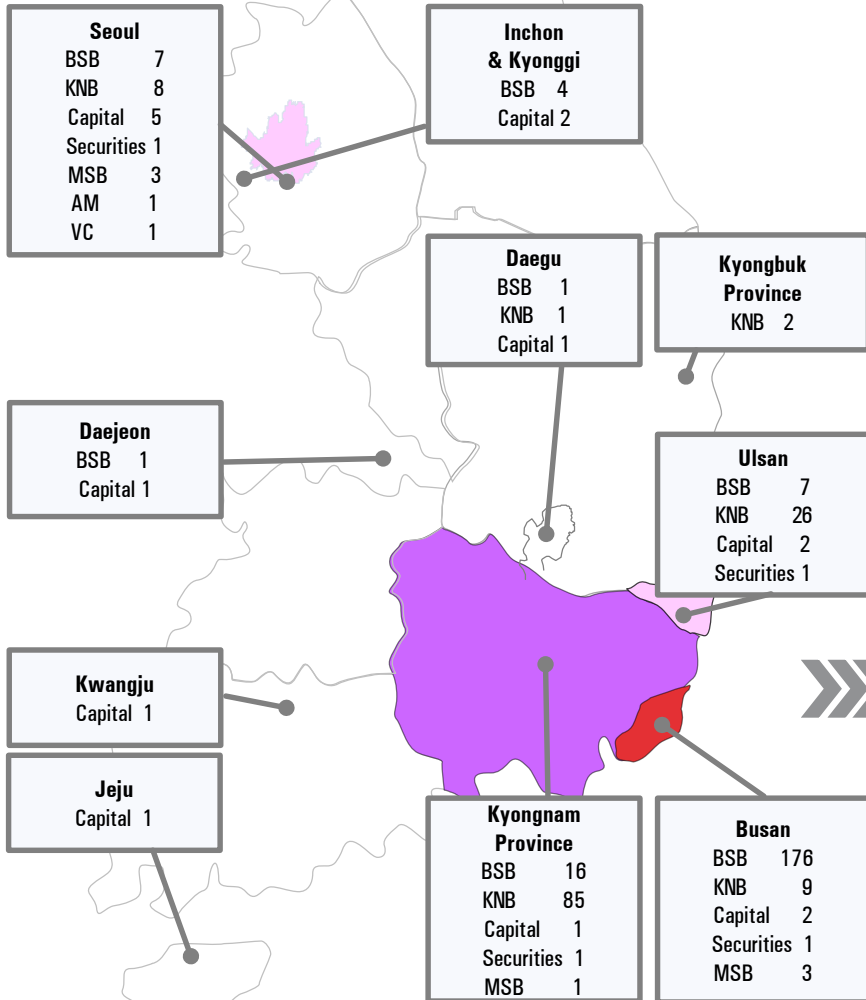 Seoul
BSB 7
KNB 8
Capital 5
Securities 1
MSB 3
AM 1
VC 1
Inchon
& Kyonggi
BSB 4
Capital 2
Daegu
BSB 1
KNB 1
Capital 1
Kyongbuk
Province
KNB 2
Daejeon
BSB 1
Capital 1
Ulsan
BSB 7
KNB 26
Capital 2
Securities 1
Kwangju
Capital 1
Jeju
Capital 1
Kyongnam
Province
BSB 16
KNB 85
Capital 1
Securities 1
MSB 1
Busan
BSB 176
KNB 9
Capital 2
Securities 1
MSB 3